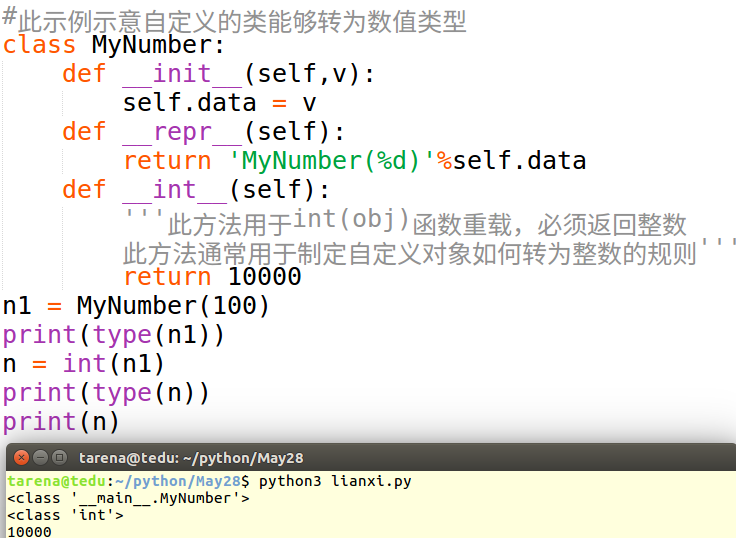 #此示例示意自定义的类能够转为数值类型
class MyNumber:
    def __init__(self,v):
        self.data = v
    def __repr__(self):
        return 'MyNumber(%d)'%self.data
    def __int__(self):
        '''此方法用于int(obj)函数重载，必须返回整数
        此方法通常用于制定自定义对象如何转为整数的规则'''
        return 10000
n1 = MyNumber(100)
print(type(n1))
n = int(n1)
print(type(n))
print(n)
tarena@tedu: ~/python/May28
tarena@tedu:~/python/May28$ python3 lianxi.py
<class '__main__.MyNumber'>
<class 'int'>
10000